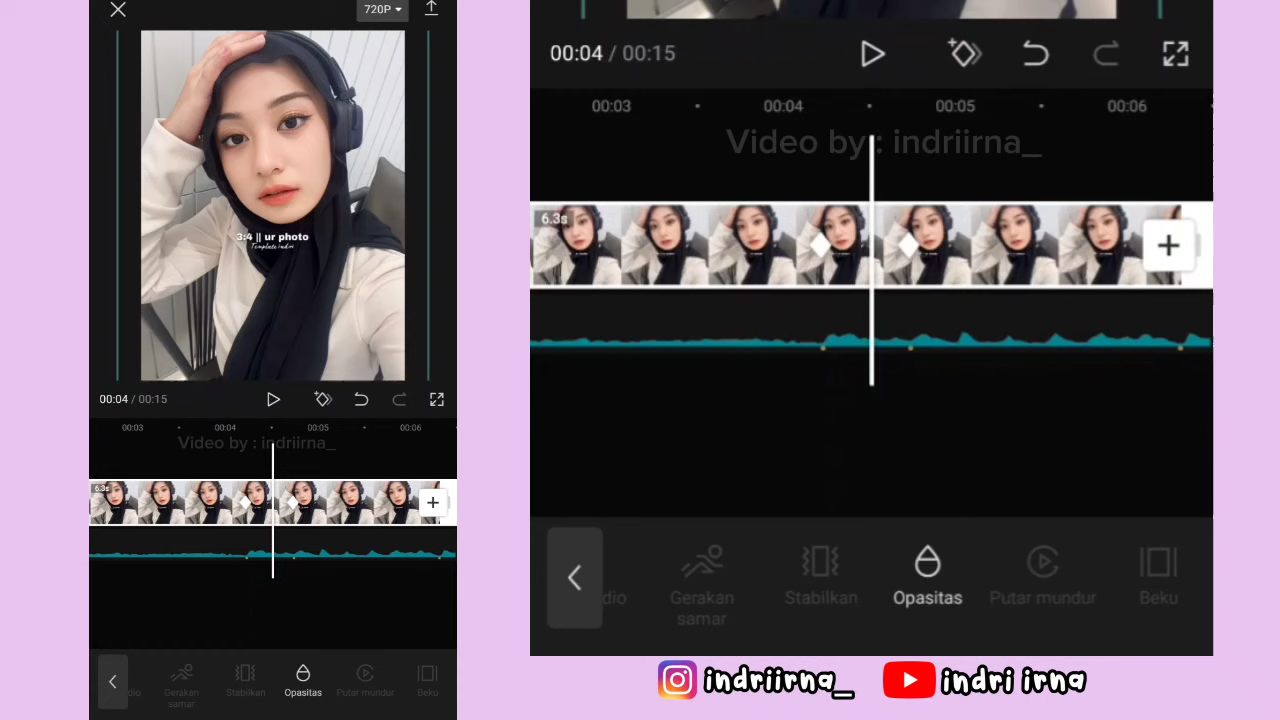 720P
3:4 || ur photo
Template indri
00:04 / 00:15
00:03 00:04 00:05 00:06
Video by : indriirna_
6.3s
dio Gerakan samar Stabilkan Opasitas Putar mundur Beku
00:04 / 00:15
00:03 00:04 00:05 00:06
Video by : indriirna_
6.3s
dio Gerakan samar Stabilkan Opasitas Putar mundur Beku
indriirna_ indri irna